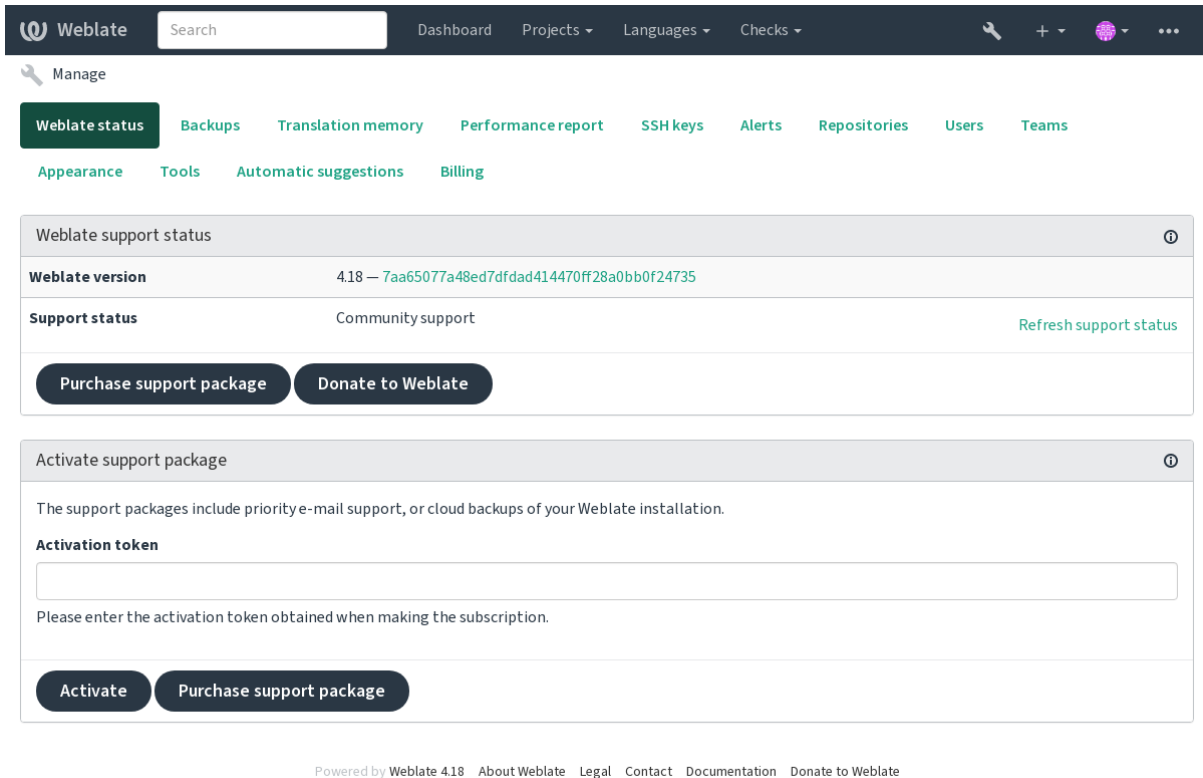 Weblate Search Dashboard Projects Languages Checks
Manage
Weblate status Backups Translation memory Performance report SSH keys Alerts Repositories Users Teams
Appearance Tools Automatic suggestions Billing
Weblate support status
Weblate version 4.18 — 7aa65077a48ed7dfdad414470ff28a0bb0f24735
Support status Community support
Refresh support status
Purchase support package Donate to Weblate
Activate support package
The support packages include priority e-mail support, or cloud backups of your Weblate installation.
Activation token
Please enter the activation token obtained when making the subscription.
Activate Purchase support package
Powered by Weblate 4.18 About Weblate Legal Contact Documentation Donate to Weblate